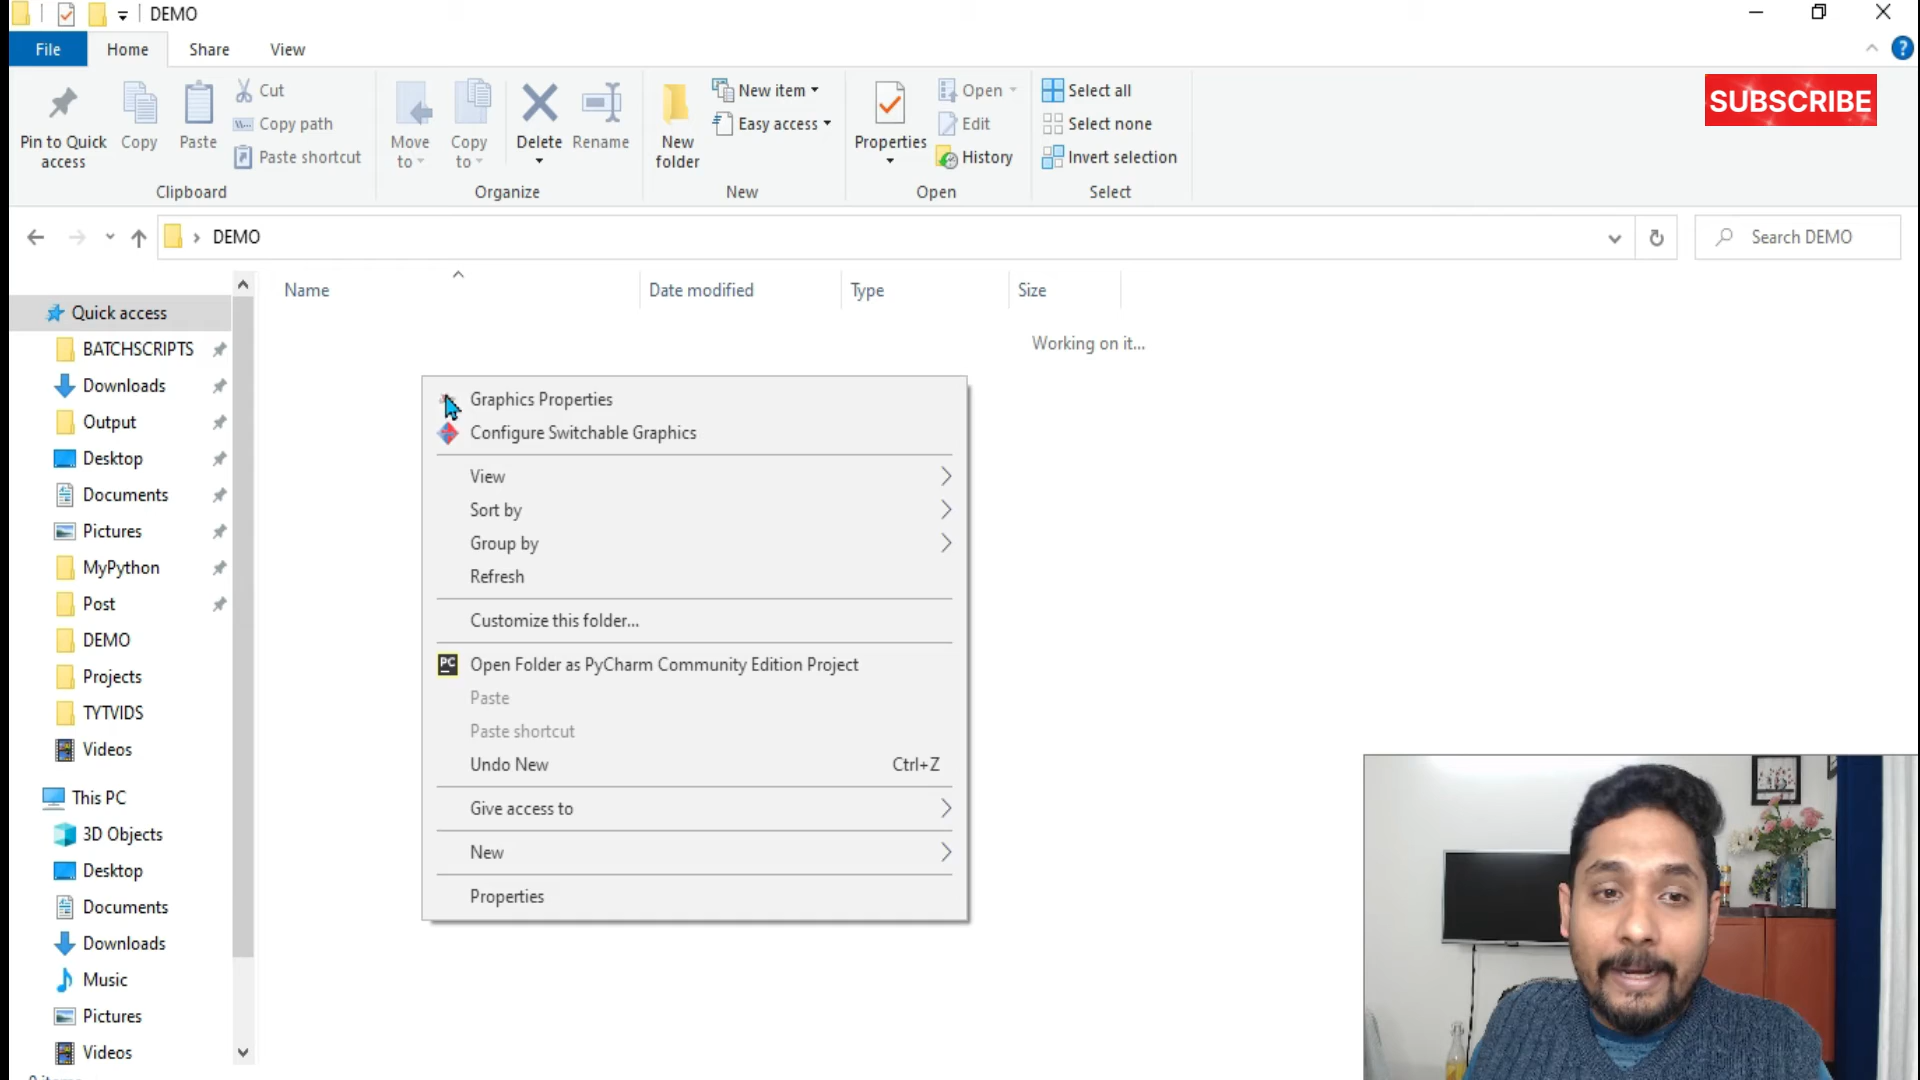 DEMO
File Home Share View
SUBSCRIBE
Pin to Quick access
Copy
Paste
Cut
Copy path
Paste shortcut
Clipboard
Move to
Copy to
Delete
Rename
Organize
New folder
New item
Easy access
New
Properties
Open
Edit
History
Open
Select all
Select none
Invert selection
Select
DEMO
Search DEMO
Name Date modified Type Size
Working on it...
Quick access
BATCHSCRIPTS
Downloads
Output
Desktop
Documents
Pictures
MyPython
Post
DEMO
Projects
TYTVIDS
Videos
This PC
3D Objects
Desktop
Documents
Downloads
Music
Pictures
Videos
Graphics Properties
Configure Switchable Graphics
View
Sort by
Group by
Refresh
Customize this folder...
PC Open Folder as PyCharm Community Edition Project
Paste
Paste shortcut
Undo New Ctrl+Z
Give access to
New
Properties